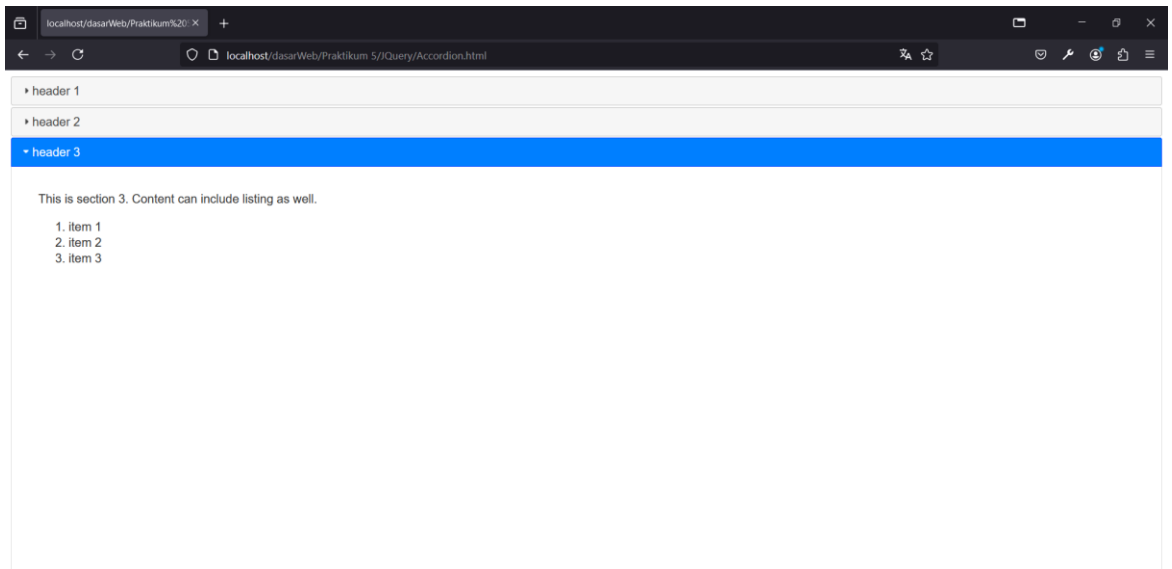 localhost/dasarWeb/Praktikum%20
localhost/dasarWeb/Praktikum 5/JQuery/Accordion.html
header 1
header 2
header 3
This is section 3. Content can include listing as well.
1. item 1
2. item 2
3. item 3